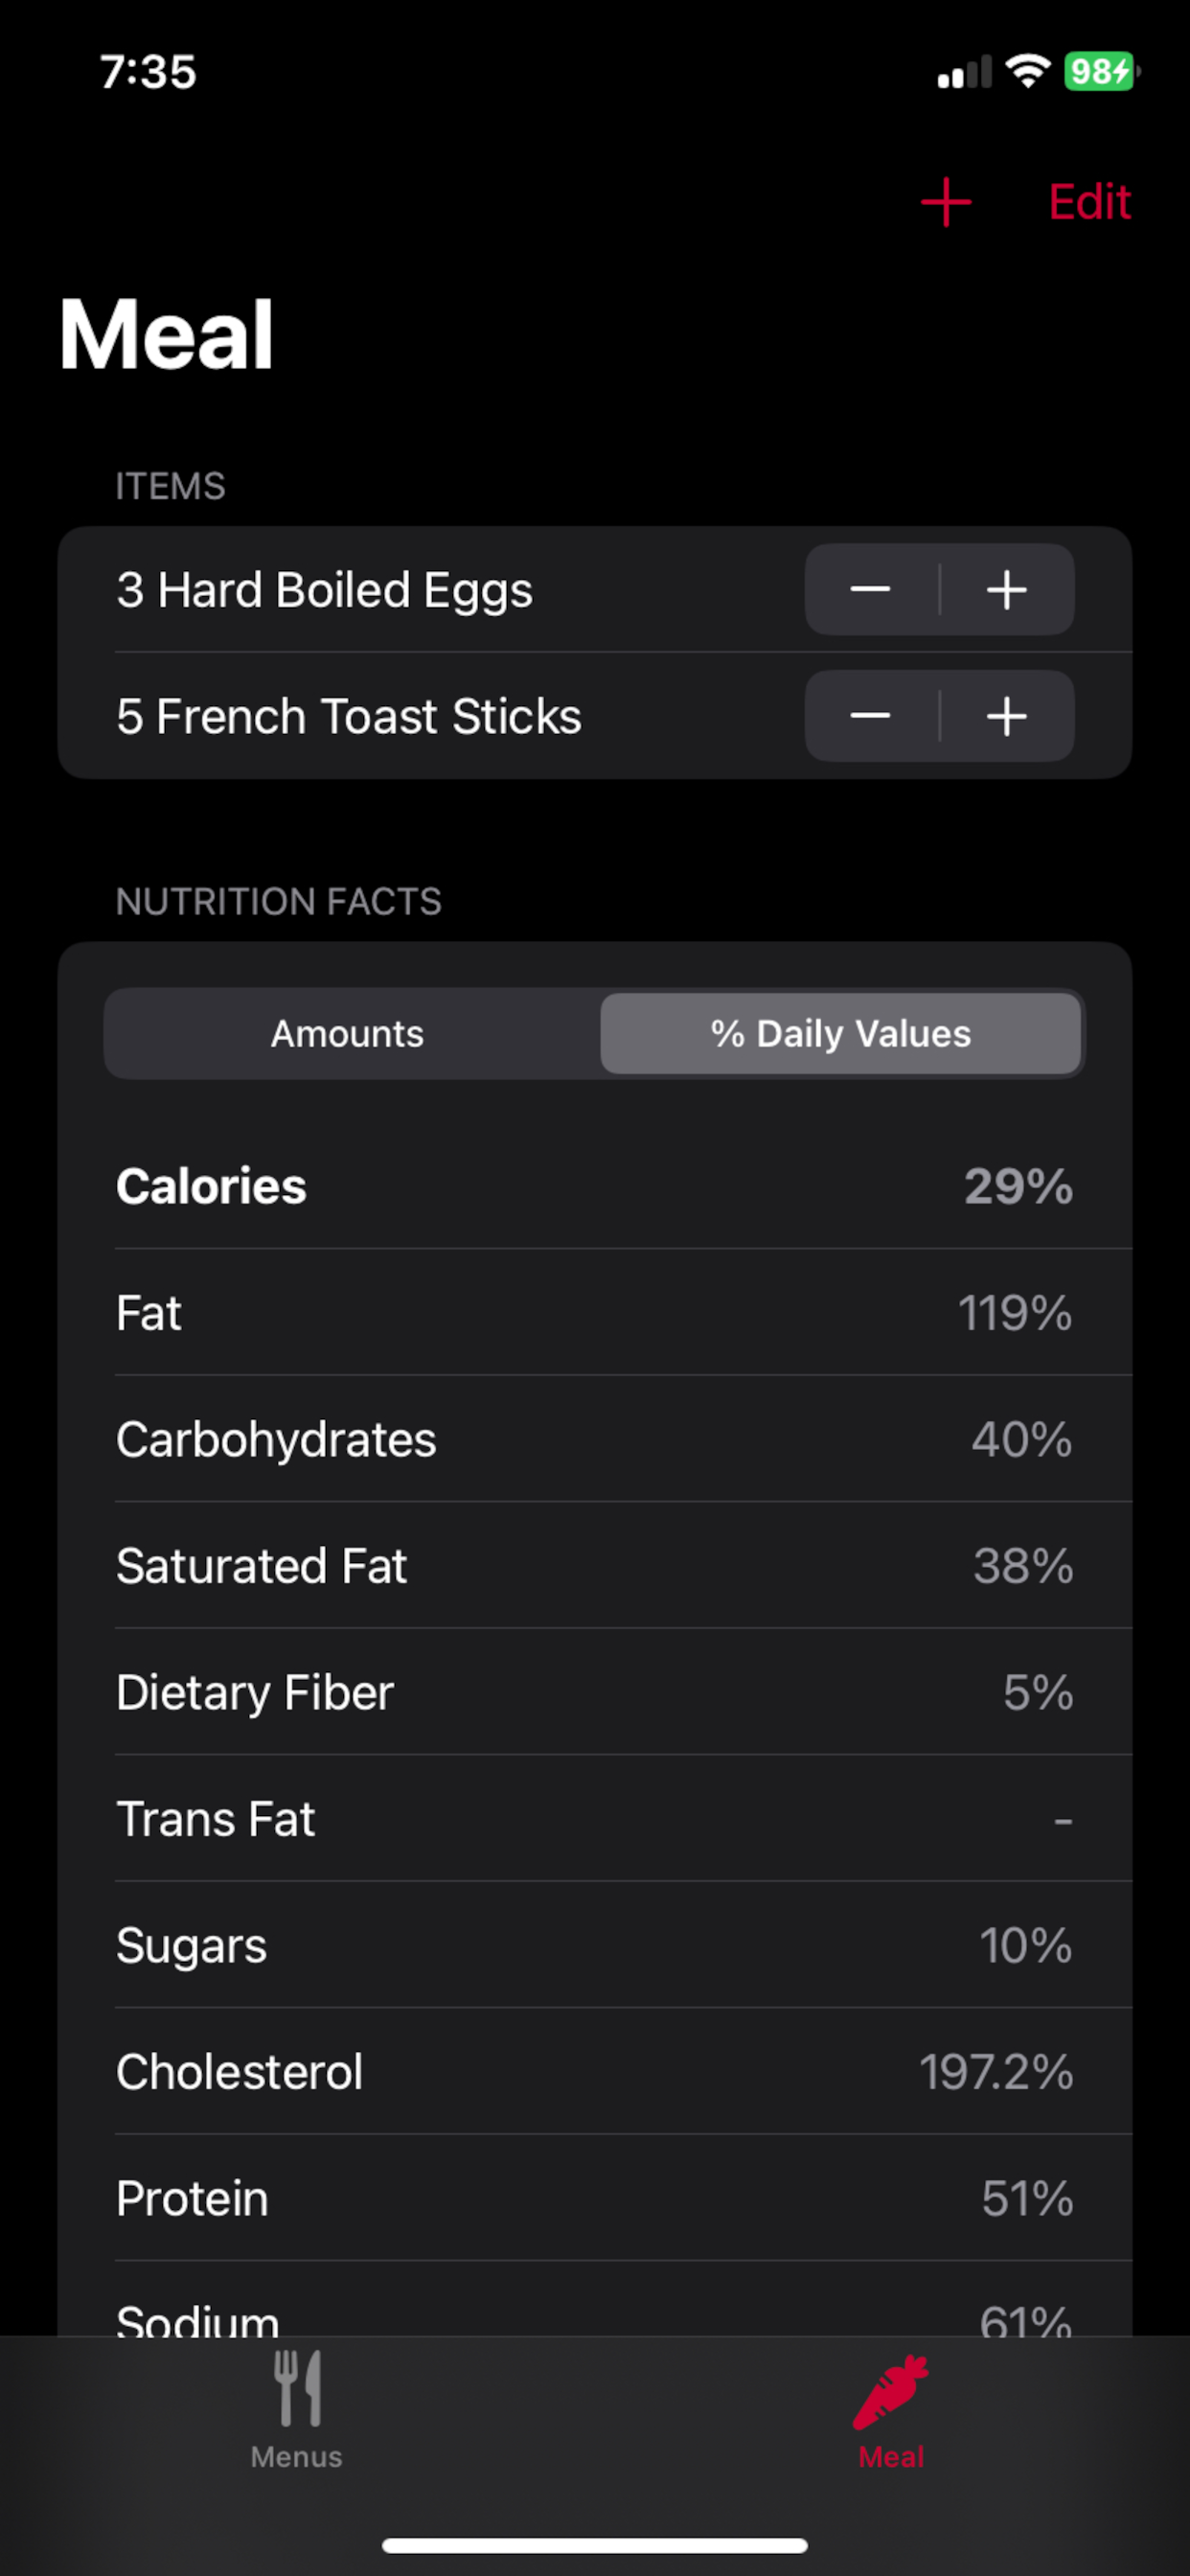 7:35
98
Edit
Meal
ITEMS
3 Hard Boiled Eggs
5 French Toast Sticks
NUTRITION FACTS
Amounts % Daily Values
Calories 29%
Fat 119%
Carbohydrates 40%
Saturated Fat 38%
Dietary Fiber 5%
Trans Fat -
Sugars 10%
Cholesterol 197.2%
Protein 51%
Sodium 61%
Menus Meal